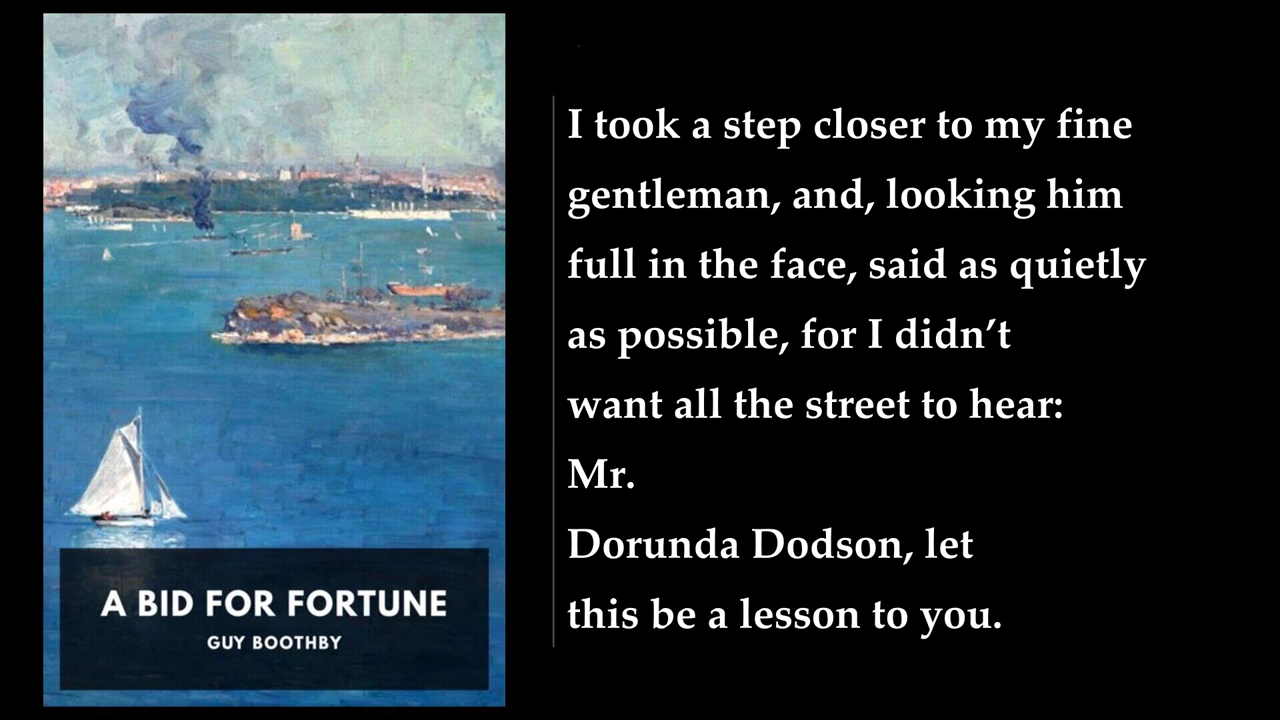 A BID FOR FORTUNE
GUY BOOTHBY
I took a step closer to my fine
gentleman, and, looking him
full in the face, said as quietly
as possible, for I didn’t
want all the street to hear:
Mr.
Dorunda Dodson, let
this be a lesson to you.